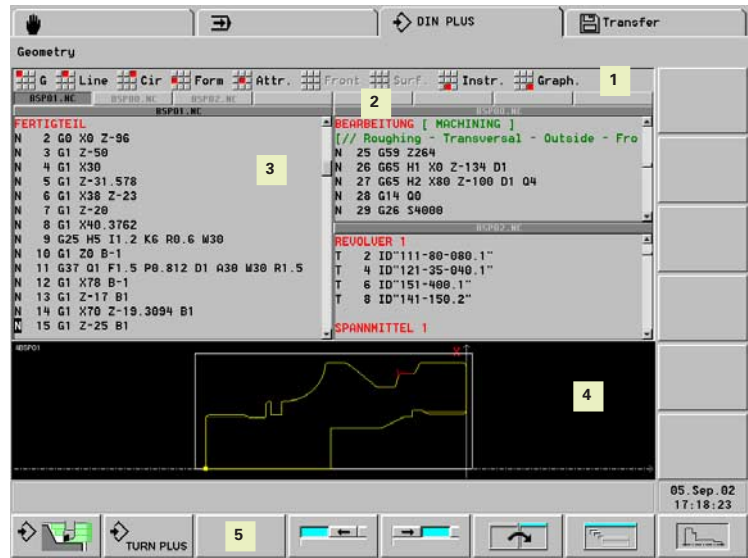 DIN PLUS
Transfer
Geometry
G Line Cir Form Attr. Front Surf. Instr. Graph. 1
BSP01.NC BSP00.NC BSP02.NC
2
BSP01.NC
FERTIGTEIL
N 2 G0 X0 Z-96
N 3 G1 Z-50
N 4 G1 X30
N 5 G1 Z-31.578
N 6 G1 X38 Z-23
N 7 G1 Z-20
N 8 G1 X40.3762
N 9 G25 H5 I1.2 K6 R0.6 W30
N 10 G1 Z0 B-1
N 11 G37 Q1 F1.5 P0.812 D1 A30 W30 R1.5
N 12 G1 X78 B-1
N 13 G1 Z-17 B1
N 14 G1 X70 Z-19.3094 B1
N 15 G1 Z-25 B1
3
BSP00.NC
BEARBEITUNG [ MACHINING ]
[// Roughing - Transversal - Outside - Fro
N 25 G59 Z264
N 26 G65 H1 X0 Z-134 D1
N 27 G65 H2 X80 Z-100 D1 Q4
N 28 G14 Q0
N 29 G26 S4000
BSP02.NC
REVOLVER 1
T 2 ID"111-80-080.1"
T 4 ID"121-35-040.1"
T 6 ID"151-400.1"
T 8 ID"141-150.2"
SPANNMITTEL 1
X
4
05.Sep.02
17:18:23
TURN PLUS
5